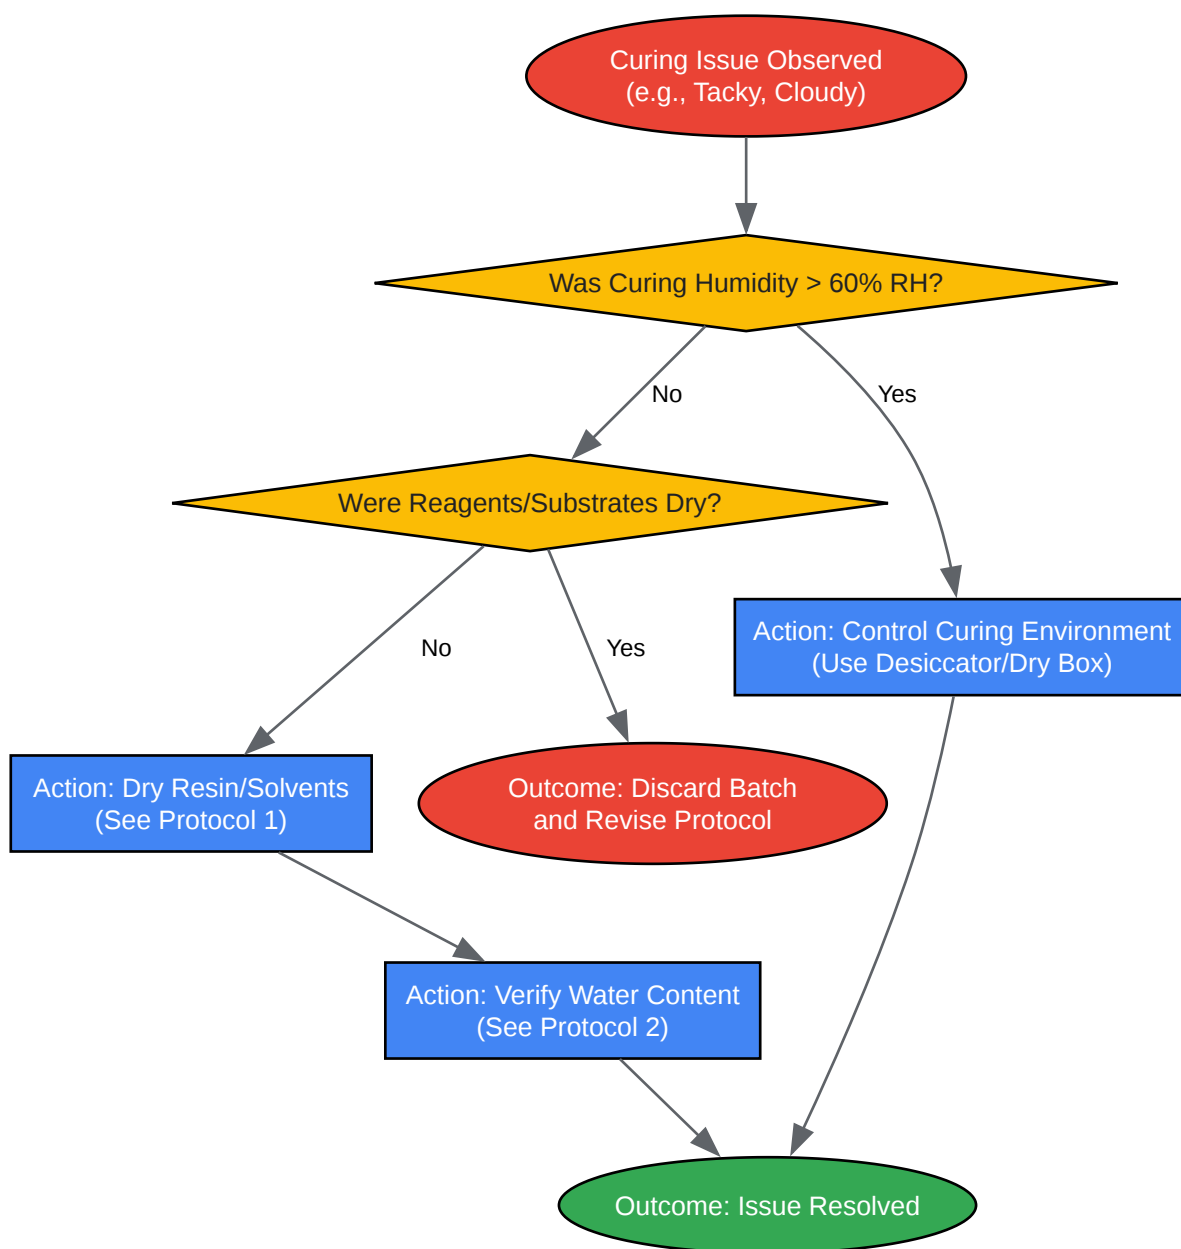 Curing Issue Observed
(e.g., Tacky, Cloudy)
Was Curing Humidity > 60% RH?
No
Yes
Were Reagents/Substrates Dry?
No
Yes
Action: Control Curing Environment
(Use Desiccator/Dry Box)
Action: Dry Resin/Solvents
(See Protocol 1)
Outcome: Discard Batch
and Revise Protocol
Action: Verify Water Content
(See Protocol 2)
Outcome: Issue Resolved